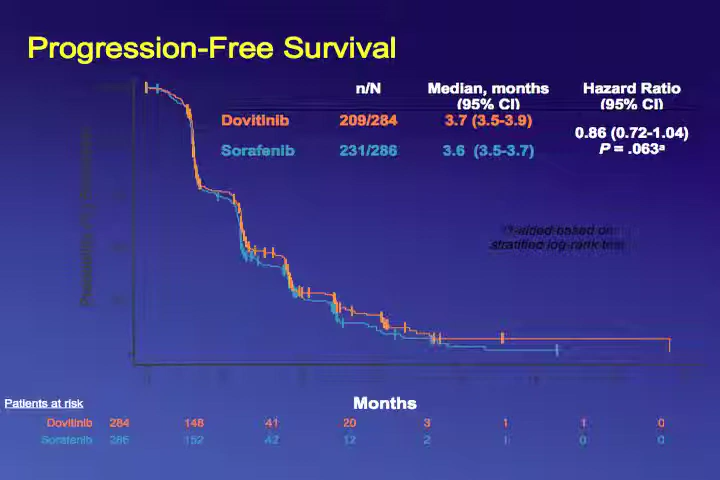 Progression-Free Survival
n/N Median, months Hazard Ratio
(95% CI) (95% CI)
Dovitinib 209/284 3.7 (3.5-3.9)
0.86 (0.72-1.04)
Sorafenib 231/286 3.6 (3.5-3.7)
P = .063ª
stratified log-rank test
Months
Patients at risk
Dovitinib 284 148 41 20 3 1 1 0
Sorafenib 286 152 42 12 2 1 0 0